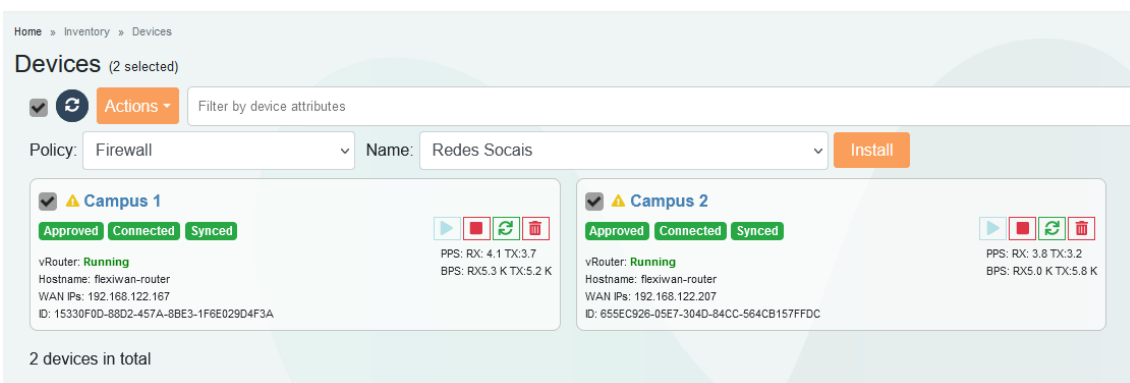 Home » Inventory » Devices
Devices (2 selected)
Actions Filter by device attributes
Policy: Firewall Name: Redes Socais Install
Campus 1
Approved Connected Synced
vRouter: Running
Hostname: flexiwan-router
WAN IPs: 192.168.122.167
ID: 15330F0D-88D2-457A-8BE3-1F6E029D4F3A
PPS: RX: 4.1 TX:3.7
BPS: RX5.3 K TX:5.2 K
Campus 2
Approved Connected Synced
vRouter: Running
Hostname: flexiwan-router
WAN IPs: 192.168.122.207
ID: 655EC926-05E7-304D-84CC-564CB157FFDC
PPS: RX: 3.8 TX:3.2
BPS: RX5.0 K TX:5.8 K
2 devices in total